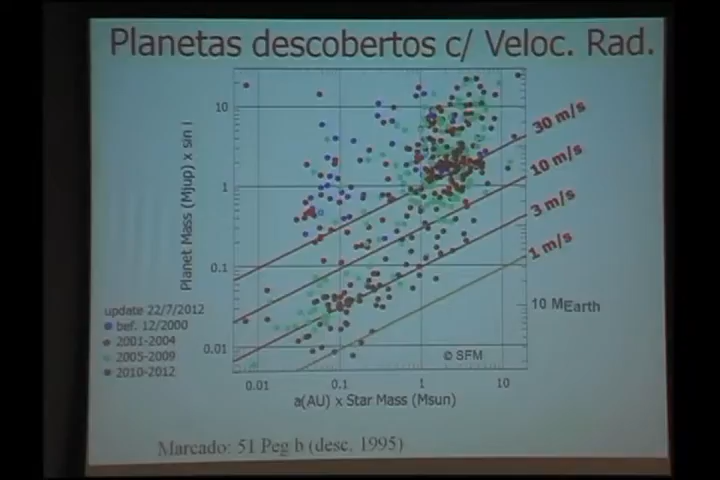 Planetas descobertos c/ Veloc. Rad.
Planet Mass (Mjup) x sin i
10
1
0.1
0.01
30 m/s
10 m/s
3 m/s
1 m/s
10 MEarth
update 22/7/2012
bef. 12/2000
2001-2004
2005-2009
2010-2012
© SFM
0.01
0.1
1
10
a(AU) x Star Mass (Msun)
Marcado: 51 Peg b (desc. 1995)